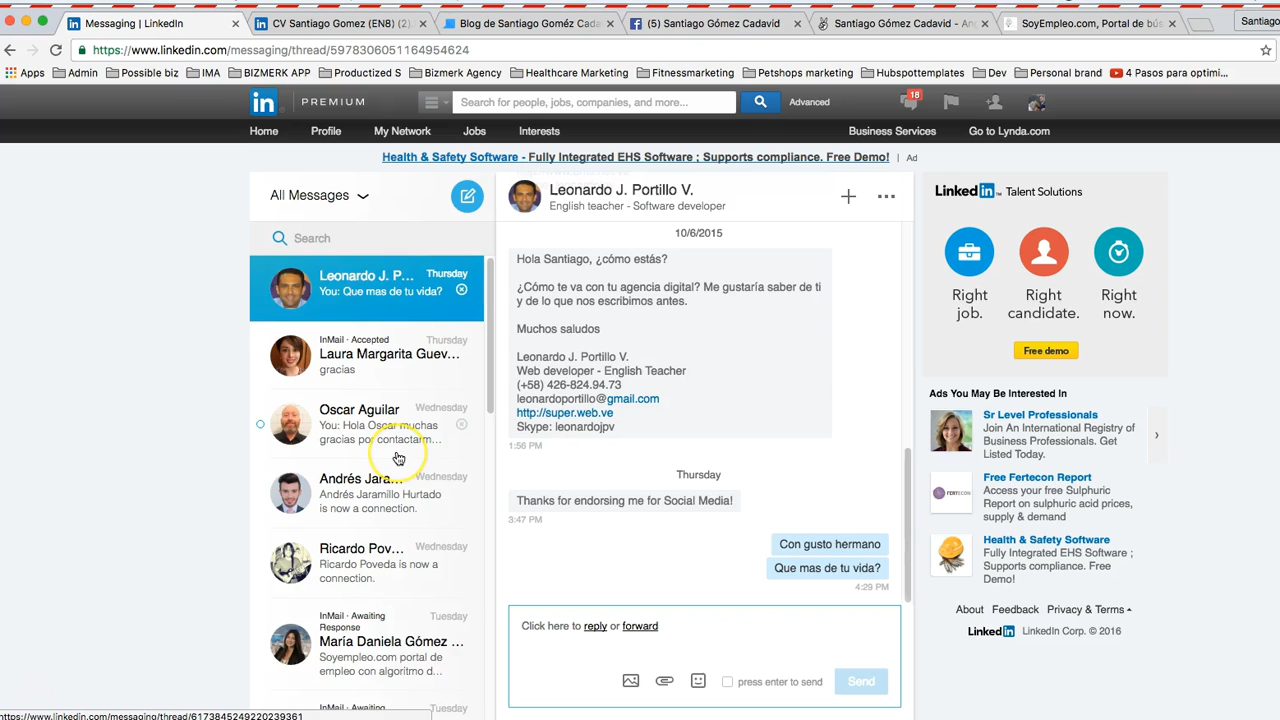 Messaging | LinkedIn
CV Santiago Gomez (EN8) (2)
Blog de Santiago Goméz Cada
(5) Santiago Gómez Cadavid
Santiago Gómez Cadavid - An
SoyEmpleo.com, Portal de bús
Santiago
https://www.linkedin.com/messaging/thread/5978306051164954624
Apps Admin Possible biz IMA BIZMERK APP Productized S Bizmerk Agency Healthcare Marketing Fitnessmarketing Petshops marketing Hubspottemplates Dev Personal brand 4 Pasos para optimi...
in PREMIUM Search for people, jobs, companies, and more... Advanced 18
Home Profile My Network Jobs Interests Business Services Go to Lynda.com
Health & Safety Software - Fully Integrated EHS Software ; Supports compliance. Free Demo! | Ad
All Messages
Search
Leonardo J. P... Thursday
You: Que mas de tu vida?
InMail · Accepted Thursday
Laura Margarita Guev...
gracias
Oscar Aguilar Wednesday
You: Hola Oscar muchas
gracias por contactarm...
Andrés Jara... Wednesday
Andrés Jaramillo Hurtado
is now a connection.
Ricardo Pov... Wednesday
Ricardo Poveda is now a
connection.
InMail · Awaiting Tuesday
Response
María Daniela Gómez ...
Soyempleo.com portal de
empleo con algoritmo d...
InMail · Awaiting Tuesday
https://www.linkedin.com/messaging/thread/6173845249220239361
Leonardo J. Portillo V.
English teacher - Software developer
10/6/2015
Hola Santiago, ¿cómo estás?
¿Cómo te va con tu agencia digital? Me gustaría saber de ti
y de lo que nos escribimos antes.
Muchos saludos
Leonardo J. Portillo V.
Web developer - English Teacher
(+58) 426-824.94.73
leonardoportillo@gmail.com
http://super.web.ve
Skype: leonardojpv
1:56 PM
Thursday
Thanks for endorsing me for Social Media!
3:47 PM
Con gusto hermano
Que mas de tu vida?
4:29 PM
Click here to reply or forward
press enter to send
Send
Linked in Talent Solutions
Right job.
Right candidate.
Right now.
Free demo
Ads You May Be Interested In
Sr Level Professionals
Join An International Registry of
Business Professionals. Get
Listed Today.
Free Fertecon Report
Access your free Sulphuric
Report on sulphuric acid prices,
supply & demand
Health & Safety Software
Fully Integrated EHS Software ;
Supports compliance. Free
Demo!
About Feedback Privacy & Terms
Linked in LinkedIn Corp. © 2016